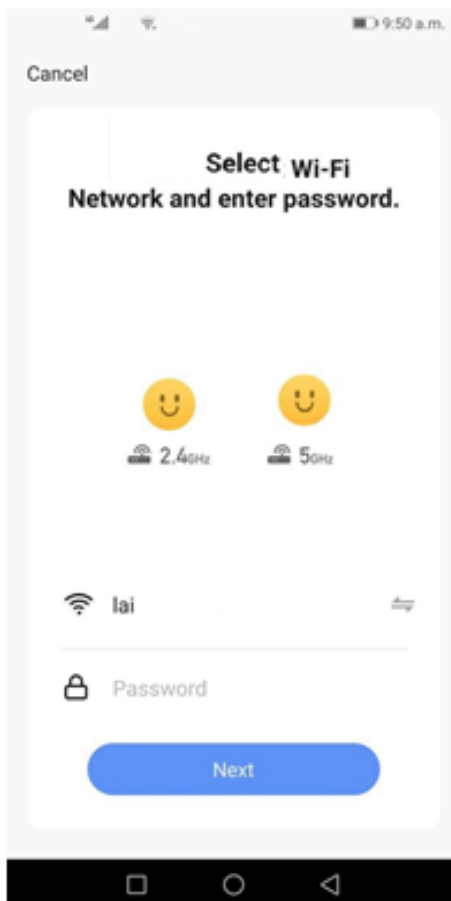 9:50 a.m.
Cancel
Select Wi-Fi
Network and enter password.
2.4GHz
5GHz
lai
Password
Next